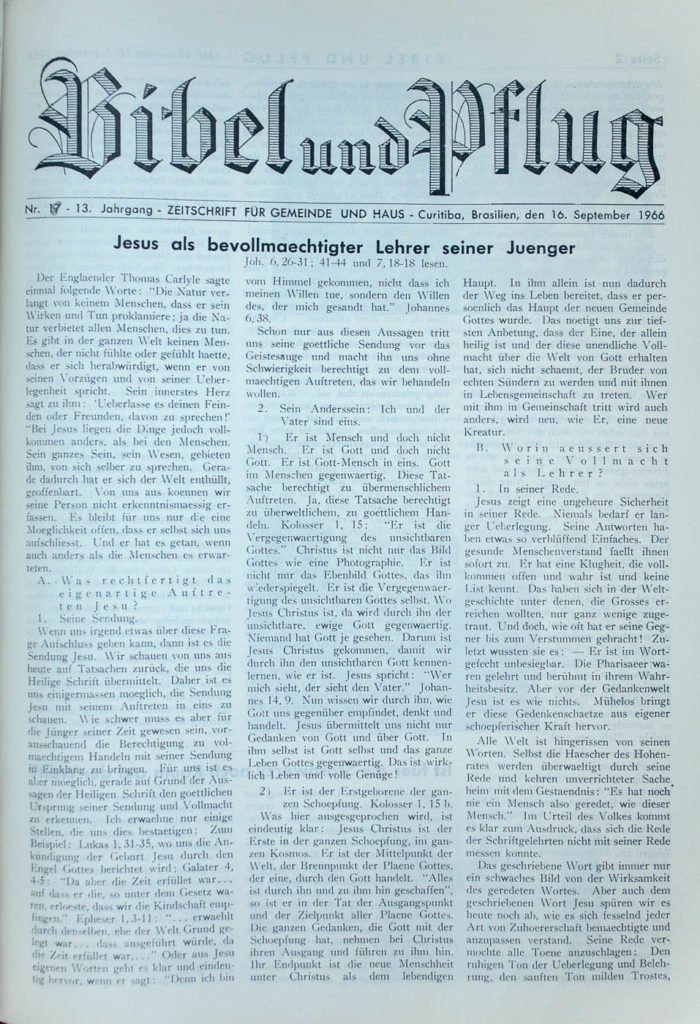 Bibel und Pflug
Nr. 17 - 13. Jahrgang - ZEITSCHRIFT FÜR GEMEINDE UND HAUS - Curitiba, Brasilien, den 16. September 1966
Jesus als bevollmaechtigter Lehrer seiner Juenger
Joh. 6, 26-31; 41-44 und 7, 18-18 lesen.
Der Englaender Thomas Carlyle sagte
einmal folgende Worte: "Die Natur ver-
langt von keinem Menschen, dass er sein
Wirken und Tun proklamiere; ja die Na-
tur verbietet allen Menschen, dies zu tun.
Es gibt in der ganzen Welt keinen Men-
schen, der nicht fühlte oder gefühlt haette,
dass er sich herabwürdigt, wenn er von
seinen Vorzügen und von seiner Ueber-
legenheit spricht. Sein innerstes Herz
sagt zu ihm: 'Ueberlasse es deinen Fein-
den oder Freunden, davon zu sprechen!'
"Bei Jesus liegen die Dinge jedoch voll-
kommen anders, als bei den Menschen.
Sein ganzes Sein, sein Wesen, gebieten
ihm, von sich selber zu sprechen. Gera-
de dadurch hat er sich der Welt enthüllt,
geoffenbart. Von uns aus koennen wir
seine Person nicht erkenntnismaessig er-
fassen. Es bleibt für uns nur die eine
Moeglichkeit offen, dass er selbst sich uns
aufschliesst. Und er hat es getan, wenn
auch anders als die Menschen es erwar-
teten.
A. Was rechtfertigt das
eigenartige Auftre-
ten Jesu?
1. Seine Sendung.
Wenn uns irgend etwas über diese Fra-
ge Aufschluss geben kann, dann ist es die
Sendung Jesu. Wir schauen von uns aus
heute auf Tatsachen zurück, die uns die
Heilige Schrift übermittelt. Daher ist es
uns einigermassen moeglich, die Sendung
Jesu mit seinem Auftreten in eins zu
schauen. Wie schwer muss es aber für
die Jünger seiner Zeit gewesen sein, vor-
ausschauend die Berechtigung zu vol-
maechtigem Handeln mit seiner Sendung
in Einklang zu bringen. Für uns ist es
aber moeglich, gerade auf Grund der Aus-
sagen der Heiligen Schrift den goettlichen
Ursprung seiner Sendung und Vollmacht
zu erkennen. Ich erwaehne nur einige
Stellen, die uns dies bestaetigen: Zum
Beispiel: Lukas 1, 31-35, wo uns die An-
kündigung der Geburt Jesu durch den
Engel Gottes berichtet wird; Galater 4,
4-5: "Da aber die Zeit erfüllet war...
auf dass er die, so unter dem Gesetz wa-
ren, erloeste, dass wir die Kindschaft emp-
fingen." Epheser 1, 3-11: "... erwaehlt
durch denselben, ehe der Welt Grund ge-
legt war... dass ausgeführt würde, da
die Zeit erfüllet war...." Oder aus Jesu
eigenen Worten geht es klar und eindeu-
tig hervor, wenn er sagt: "Denn ich bin
vom Himmel gekommen, nicht dass ich
meinen Willen tue, sondern den Willen
des, der mich gesandt hat." Johannes
6, 38.
Schon nur aus diesen Aussagen tritt
uns seine goettliche Sendung vor das
Geistesauge und macht ihn uns ohne
Schwierigkeit berechtigt zu dem voll-
maechtigen Auftreten, das wir behandeln
wollen.
2. Sein Anderssein: Ich und der
Vater sind eins.
1) Er ist Mensch und doch nicht
Mensch. Er ist Gott und doch nicht
Gott. Er ist Gott-Mensch in eins. Gott
im Menschen gegenwaertig. Diese Tat-
sache berechtigt zu übermenschlichem
Auftreten. Ja, diese Tatsache berechtigt
zu überweltlichem, zu goettlichem Han-
deln. Kolosser 1, 15: "Er ist die
Vergegenwaertigung des unsichtbaren
Gottes." Christus ist nicht nur das Bild
Gottes wie eine Photographie. Er ist
nicht nur das Ebenbild Gottes, das ihn
wiederspiegelt. Er ist die Vergegenwaer-
tigung des unsichtbaren Gottes selbst. Wo
Jesus Christus ist, da wird durch ihn der
unsichtbare, ewige Gott gegenwaertig.
Niemand hat Gott je gesehen. Darum ist
Jesus Christus gekommen, damit wir
durch ihn den unsichtbaren Gott kennen-
lernen, wie er ist. Jesus spricht: "Wer
mich sieht, der sieht den Vater." Johan-
nes 14, 9. Nun wissen wir durch ihn, wie
Gott uns gegenüber empfindet, denkt und
handelt. Jesus übermittelt uns nicht nur
Gedanken von Gott und über Gott. In
ihm selbst ist Gott selbst und das ganze
Leben Gottes gegenwaertig. Das ist wirk-
lich Leben und volle Genüge!
2) Er ist der Erstgeborene der gan-
zen Schoepfung. Kolosser 1, 15 b.
Was hier ausgesprochen wird, ist
eindeutig klar: Jesus Christus ist der
Erste in der ganzen Schoepfung, im gan-
zen Kosmos. Er ist der Mittelpunkt der
Welt, der Brennpunkt der Plaene Gottes,
der eine, durch den Gott handelt. "Alles
ist durch ihn und zu ihm hin geschaffen",
so ist er in der Tat der Ausgangspunkt
und der Zielpunkt aller Plaene Gottes.
Die ganzen Gedanken, die Gott mit der
Schoepfung hat, nehmen bei Christus
ihren Ausgang und führen zu ihm hin.
Ihr Endpunkt ist die neue Menschheit
unter Christus als dem lebendigen
Haupt. In ihm allein ist nun dadurch
der Weg ins Leben bereitet, dass er per-
soenlich das Haupt der neuen Gemeinde
Gottes wurde. Das noetigt uns zur tief-
sten Anbetung, dass der Eine, der allein
heilig ist und der diese unendliche Voll-
macht über die Welt von Gott erhalten
hat, sich nicht schaemt, der Bruder von
echten Sündern zu werden und mit ihnen
in Lebensgemeinschaft zu treten. Wer
mit ihm in Gemeinschaft tritt wird auch
anders, wird neu, wie Er, eine neue
Kreatur.
B. Worin aeussert sich
seine Vollmacht
als Lehrer?
1. In seiner Rede.
Jesus zeigt eine ungeheure Sicherheit
in seiner Rede. Niemals bedarf er lan-
ger Ueberlegung. Seine Antworten ha-
ben etwas so verblüffend Einfaches. Der
gesunde Menschenverstand faellt ihnen
sofort zu. Er hat eine Klugheit, die voll-
kommen offen und wahr ist und keine
List kennt. Das haben sich in der Welt-
geschichte unter denen, die Grosses er-
reichen wollten, nur ganz wenige zuge-
traut. Und doch, wie oft hat er seine Geg-
ner bis zum Verstummen gebracht! Zu-
letzt wussten sie es: — Er ist im Wort-
gefecht unbesiegbar. Die Pharisaeer wa-
ren gelehrt und berühmt in ihrem Wahr-
heitsbesitz. Aber vor der Gedankenwelt
Jesu ist es wie nichts. Mühelos bringt
er diese Gedankenschaetze aus eigener
schoepferischer Kraft hervor.
Alle Welt ist hingerissen von seinen
Worten. Selbst die Haescher des Hohen-
rates werden überwaeltigt durch seine
Rede und kehren unverrichteter Sache
heim mit dem Gestaendnis: "Es hat noch
nie ein Mensch also geredet, wie dieser
Mensch." Im Urteil des Volkes kommt
es klar zum Ausdruck, dass sich die Rede
der Schriftgelehrten nicht mit seiner Rede
messen konnte.
Das geschriebene Wort gibt immer nur
ein schwaches Bild von der Wirksamkeit
des geredeten Wortes. Aber auch dem
geschriebenen Wort Jesu spüren wir es
heute noch ab, wie es sich fesselnd jeder
Art von Zuhoererschaft bemaechtigte und
anzupassen verstand. Seine Rede ver-
mochte alle Toene anzuschlagen: Den
ruhigen Ton der Ueberlegung und Beleh-
rung, den sanften Ton milden Trostes,